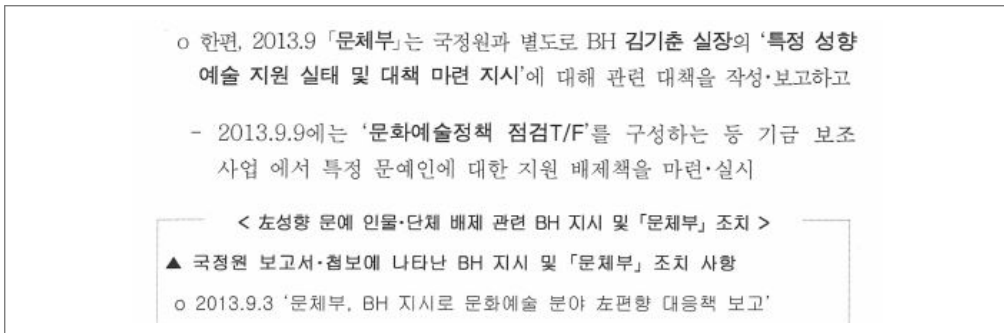 o 한편, 2013.9 「문체부」는 국정원과 별도로 BH 김기춘 실장의 ‘특정 성향
예술 지원 실태 및 대책 마련 지시’에 대해 관련 대책을 작성·보고하고
- 2013.9.9에는 ‘문화예술정책 점검T/F’를 구성하는 등 기금 보조
사업 에서 특정 문예인에 대한 지원 배제책을 마련·실시
< 左성향 문예 인물·단체 배제 관련 BH 지시 및 「문체부」 조치 >
▲ 국정원 보고서·첩보에 나타난 BH 지시 및 「문체부」 조치 사항
o 2013.9.3 ‘문체부, BH 지시로 문화예술 분야 左편향 대응책 보고’